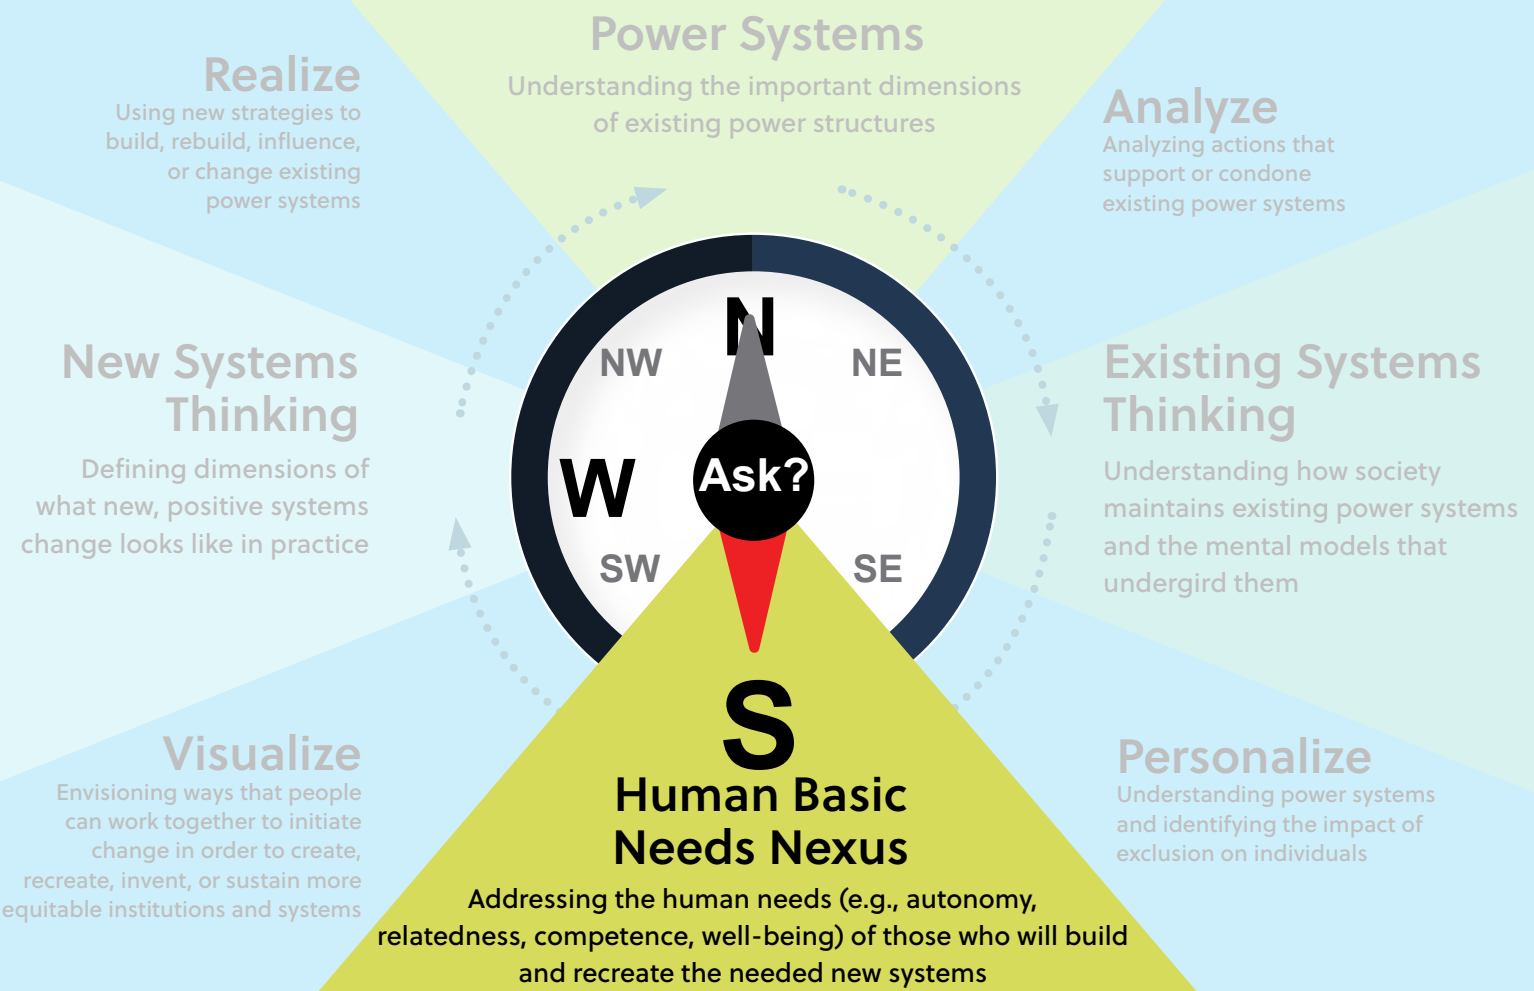 Power Systems
Understanding the important dimensions
of existing power structures
Realize
Using new strategies to
build, rebuild, influence,
or change existing
power systems
Analyze
Analyzing actions that
support or condone
existing power systems
N
NW
NE
New Systems
Thinking
Defining dimensions of
what new, positive systems
change looks like in practice
W
Ask?
Existing Systems
Thinking
Understanding how society
maintains existing power systems
and the mental models that
undergird them
SW
SE
S
Visualize
Envisioning ways that people
can work together to initiate
change in order to create,
recreate, invent, or sustain more
equitable institutions and systems
Human Basic
Needs Nexus
Addressing the human needs (e.g., autonomy,
relatedness, competence, well-being) of those who will build
and recreate the needed new systems
Personalize
Understanding power systems
and identifying the impact of
exclusion on individuals